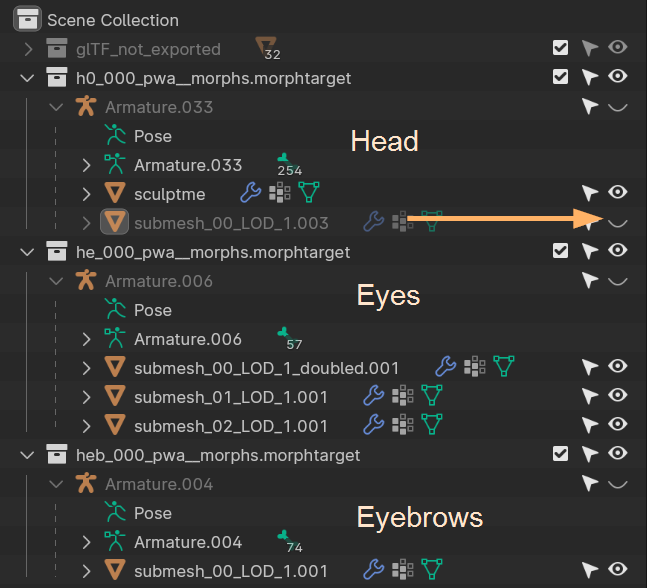 Scene Collection
glTF_not_exported 32
h0_000_pwa__morphs.morphtarget
Armature.033
Pose
Head
Armature.033 254
sculptme
submesh_00_LOD_1.003
he_000_pwa__morphs.morphtarget
Armature.006
Eyes
Pose
Armature.006 57
submesh_00_LOD_1_doubled.001
submesh_01_LOD_1.001
submesh_02_LOD_1.001
heb_000_pwa__morphs.morphtarget
Armature.004
Pose
Eyebrows
Armature.004 74
submesh_00_LOD_1.001